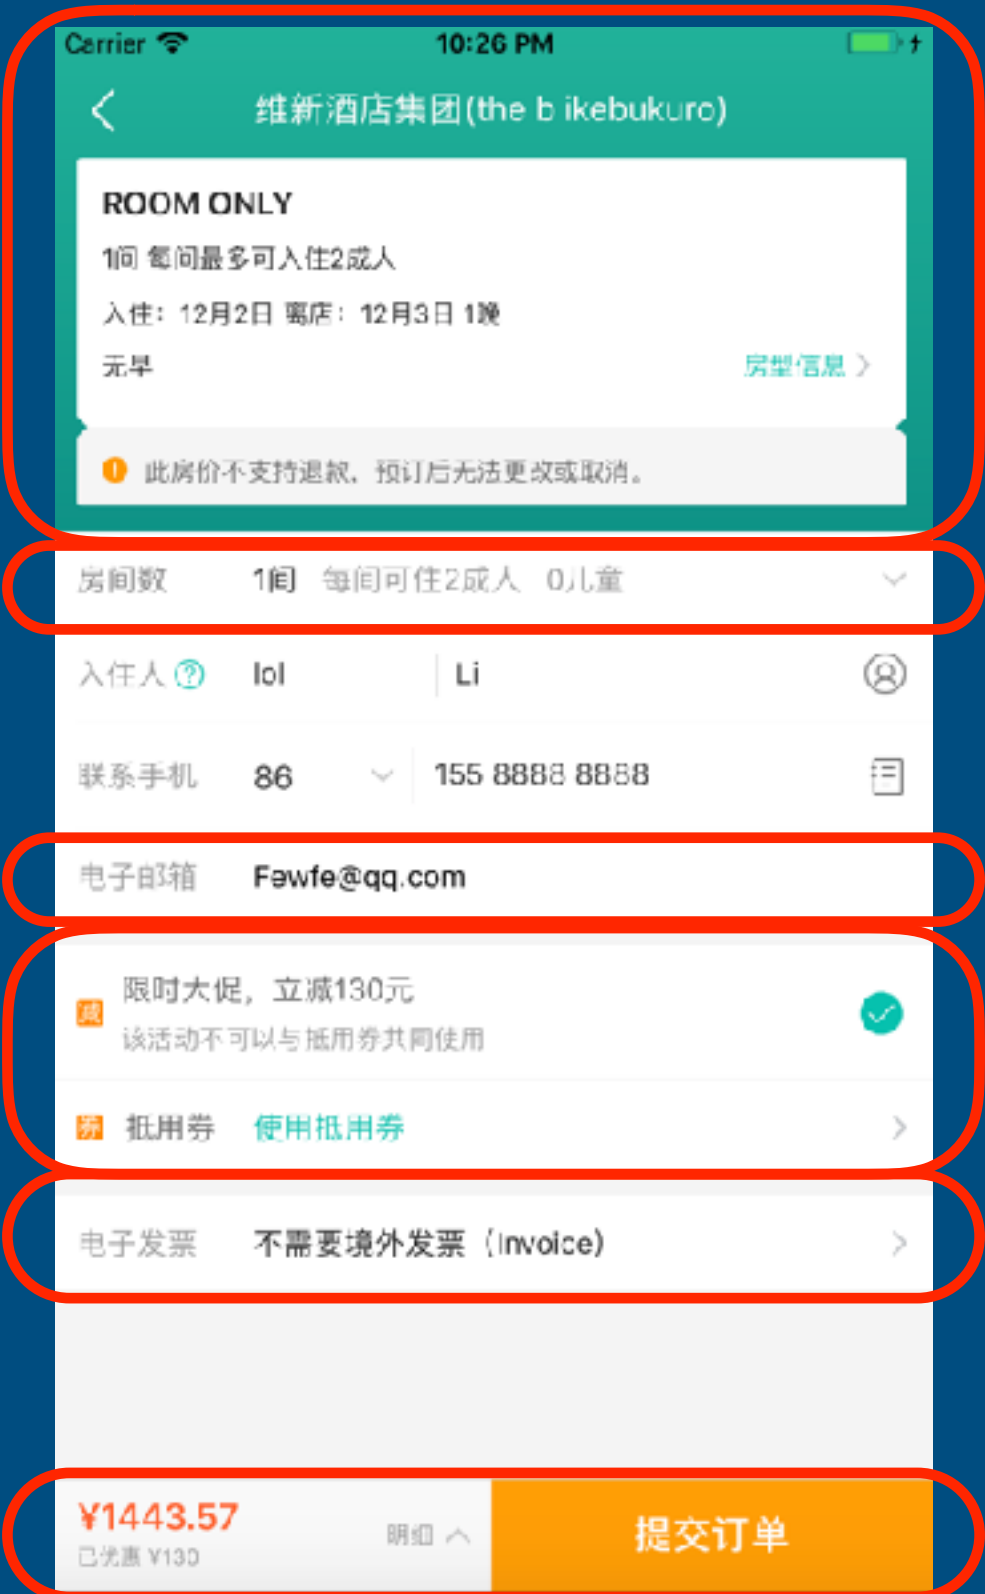 Carrier 10:26 PM
维新酒店集团(the b ikebukuro)
ROOM ONLY
1间 每间最多可入住2成人
入住：12月2日 离店：12月3日 1晚
无早 房型信息
此房价不支持退款，预订后无法更改或取消。
房间数 1间 每间可住2成人 0儿童
入住人 lol Li
联系手机 86 155 8888 8888
电子邮箱 Fewfe@qq.com
限时大促，立减130元
减
该活动不可以与抵用券共同使用
券 抵用券 使用抵用券
电子发票 不需要境外发票（Invoice）
¥1443.57
已优惠 ¥130
明细
提交订单